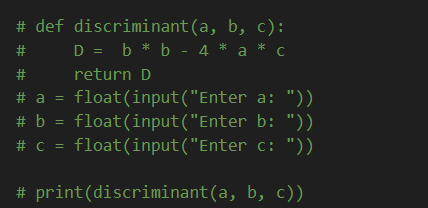 # def discriminant(a, b, c):
#     D =  b * b - 4 * a * c
#     return D
# a = float(input("Enter a: "))
# b = float(input("Enter b: "))
# c = float(input("Enter c: "))
# print(discriminant(a, b, c))